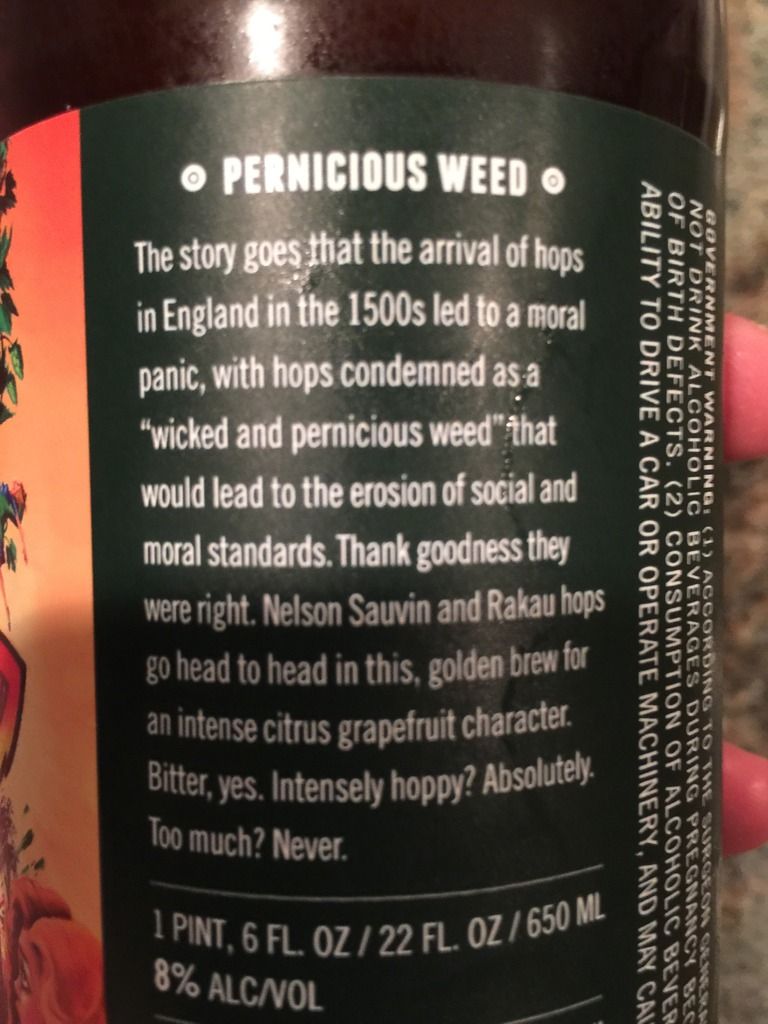 PERNICIOUS WEED
The story goes that the arrival of hops
in England in the 1500s led to a moral
panic, with hops condemned as a
“wicked and pernicious weed” that
would lead to the erosion of social and
moral standards. Thank goodness they
were right. Nelson Sauvin and Rakau hops
go head to head in this, golden brew for
an intense citrus grapefruit character.
Bitter, yes. Intensely hoppy? Absolutely.
Too much? Never.
1 PINT, 6 FL. OZ / 22 FL. OZ / 650 ML
8% ALC/VOL
GOVERNMENT WARNING: (1) ACCORDING TO THE SURGEON
NOT DRINK ALCOHOLIC BEVERAGES DURING PREGNANCY
OF BIRTH DEFECTS. (2) CONSUMPTION OF ALCOHOLIC
ABILITY TO DRIVE A CAR OR OPERATE MACHINERY, AND MAY